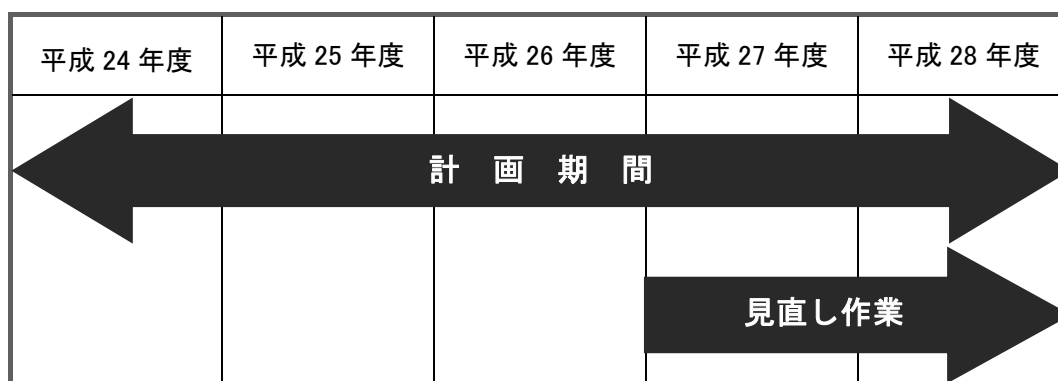 平成 24 年度 平成 25 年度 平成 26 年度 平成 27 年度 平成 28 年度
計 画 期 間
見直し作業